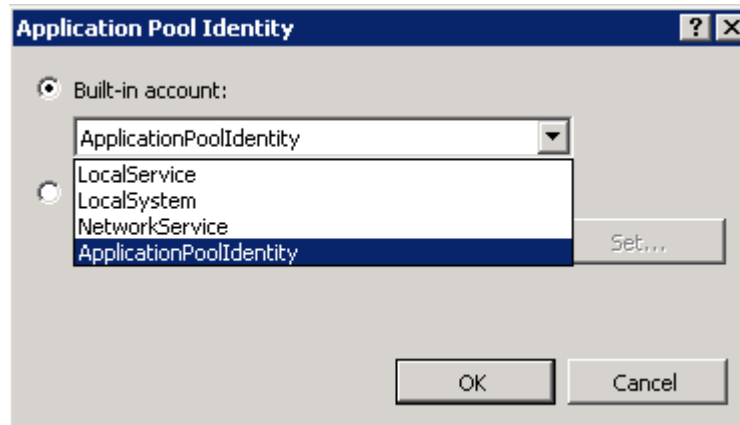 Application Pool Identity
Built-in account:
ApplicationPoolIdentity
LocalService
LocalSystem
NetworkService
ApplicationPoolIdentity
Set...
OK Cancel